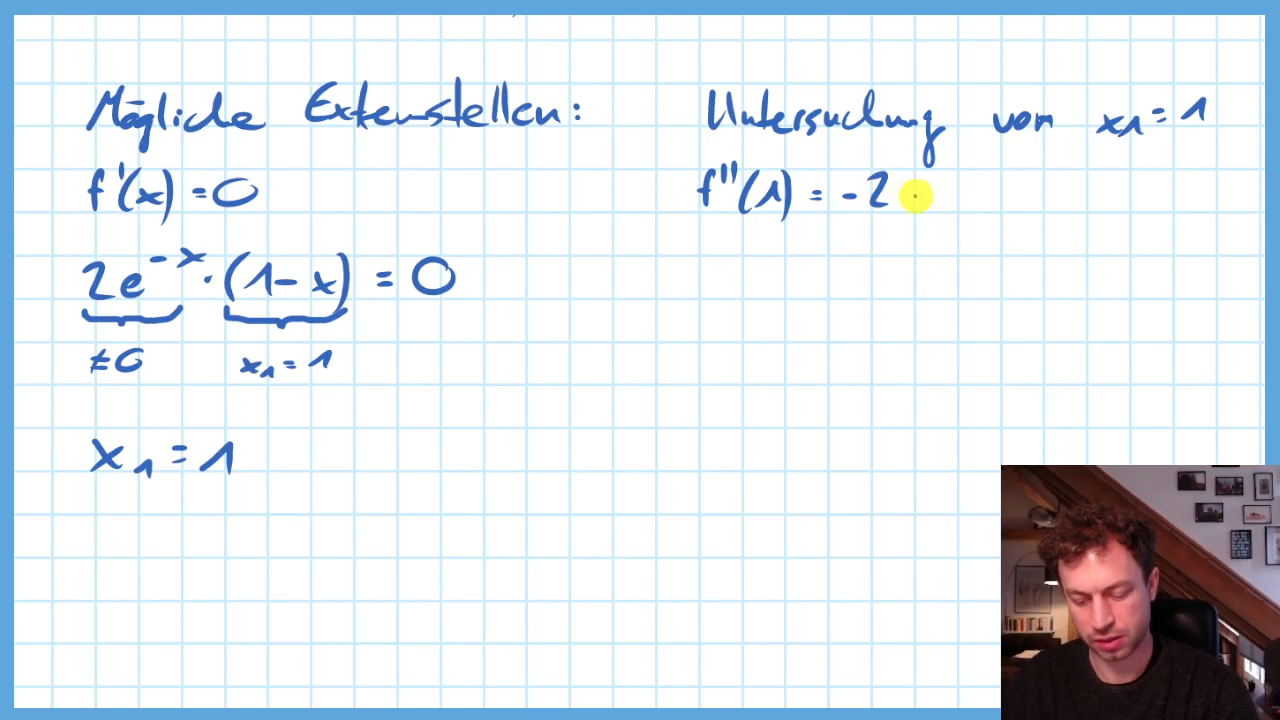 Mögliche Extemstellen:
f'(x) = 0
2e^-x · (1 - x) = 0
≠0 x₁ = 1
x₁ = 1
Untersuchung von x₁ = 1
f''(1) = -2